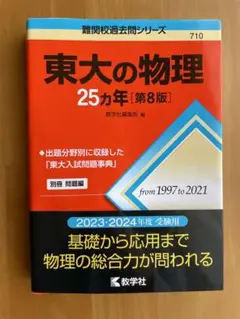 難関校過去問シリーズ
710
東大の物理
25カ年[第8版]
教学社編集部 編
◆出題分野別に収録した
「東大入試問題事典」
別冊 問題編
from 1997 to 2021
2023・2024年度 受験用
基礎から応用まで
物理の総合力が問われる
教学社